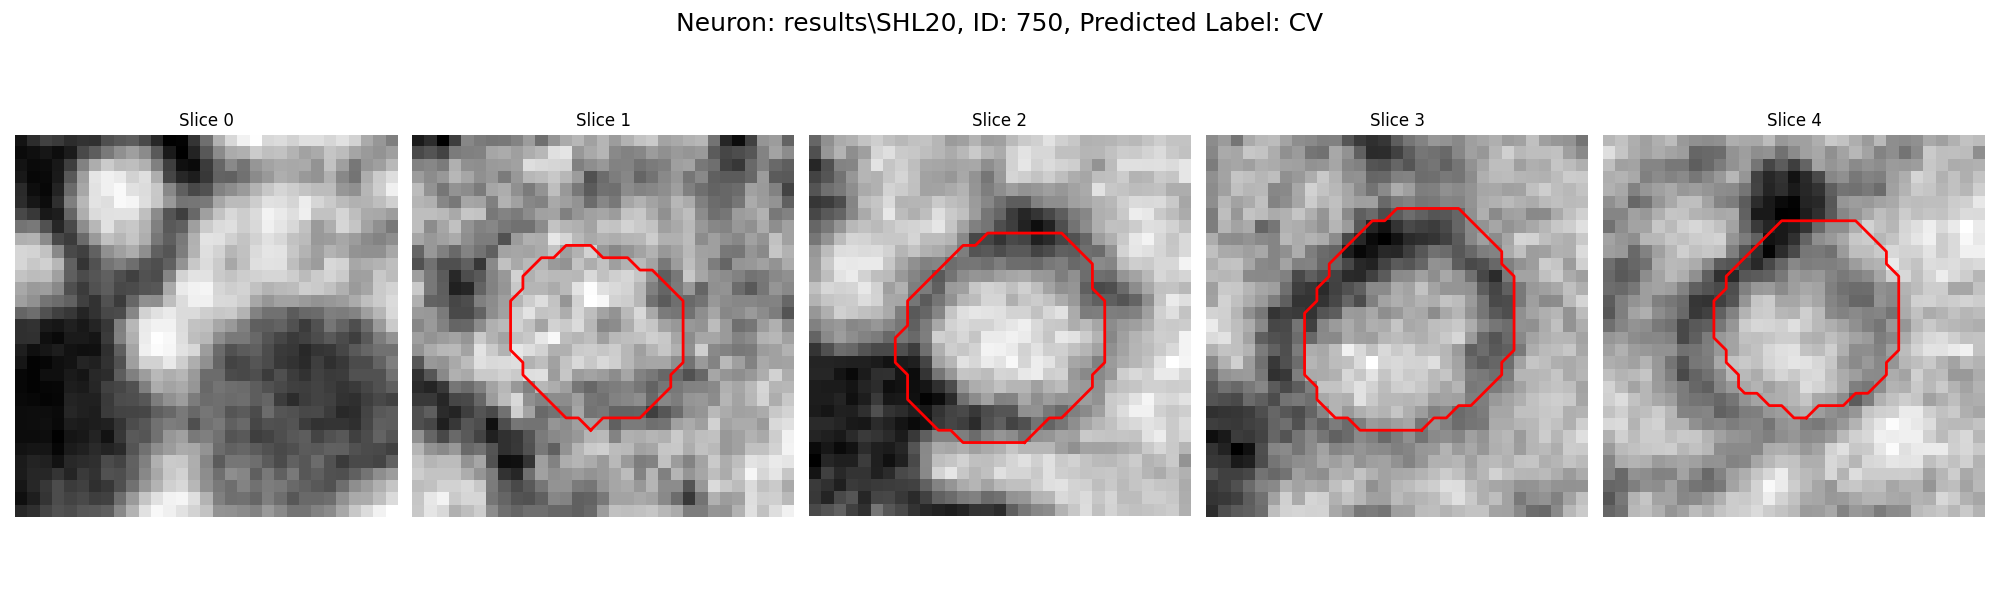 Neuron: results\SHL20, ID: 750, Predicted Label: CV
Slice 0
Slice 1
Slice 2
Slice 3
Slice 4